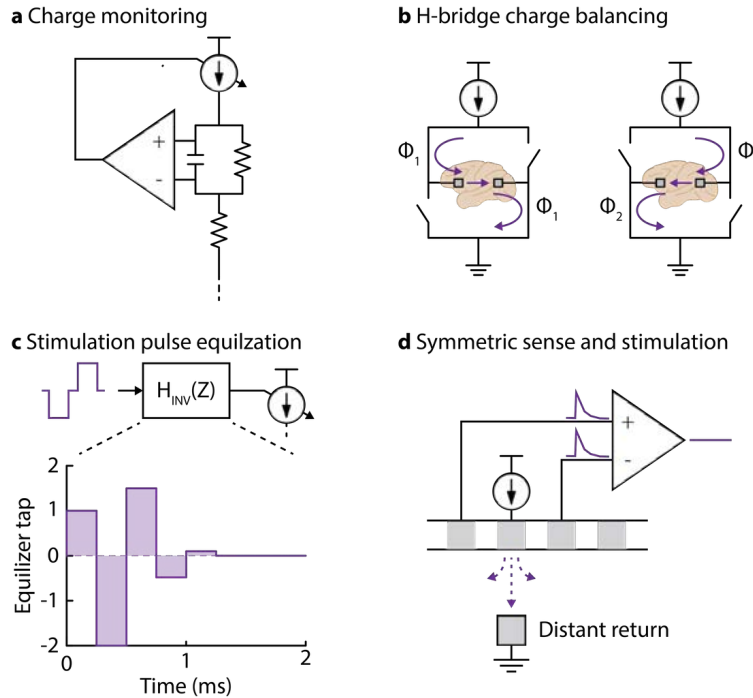 a Charge monitoring
+
-
b H-bridge charge balancing
Φ1
Φ1
Φ
Φ2
c Stimulation pulse equilzation
HINV(Z)
2
1
0
-1
-2
Equilizer tap
0 1 2
Time (ms)
d Symmetric sense and stimulation
+
-
Distant return